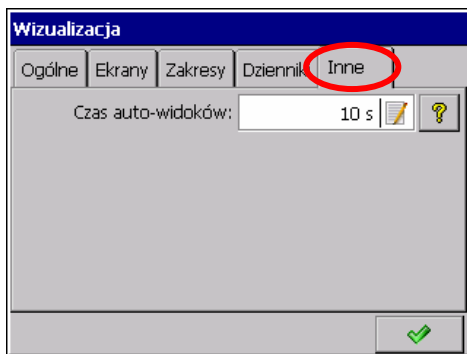 Wizualizacja
Ogólne Ekrany Zakresy Dziennik Inne
Czas auto-widoków: 10 s ?